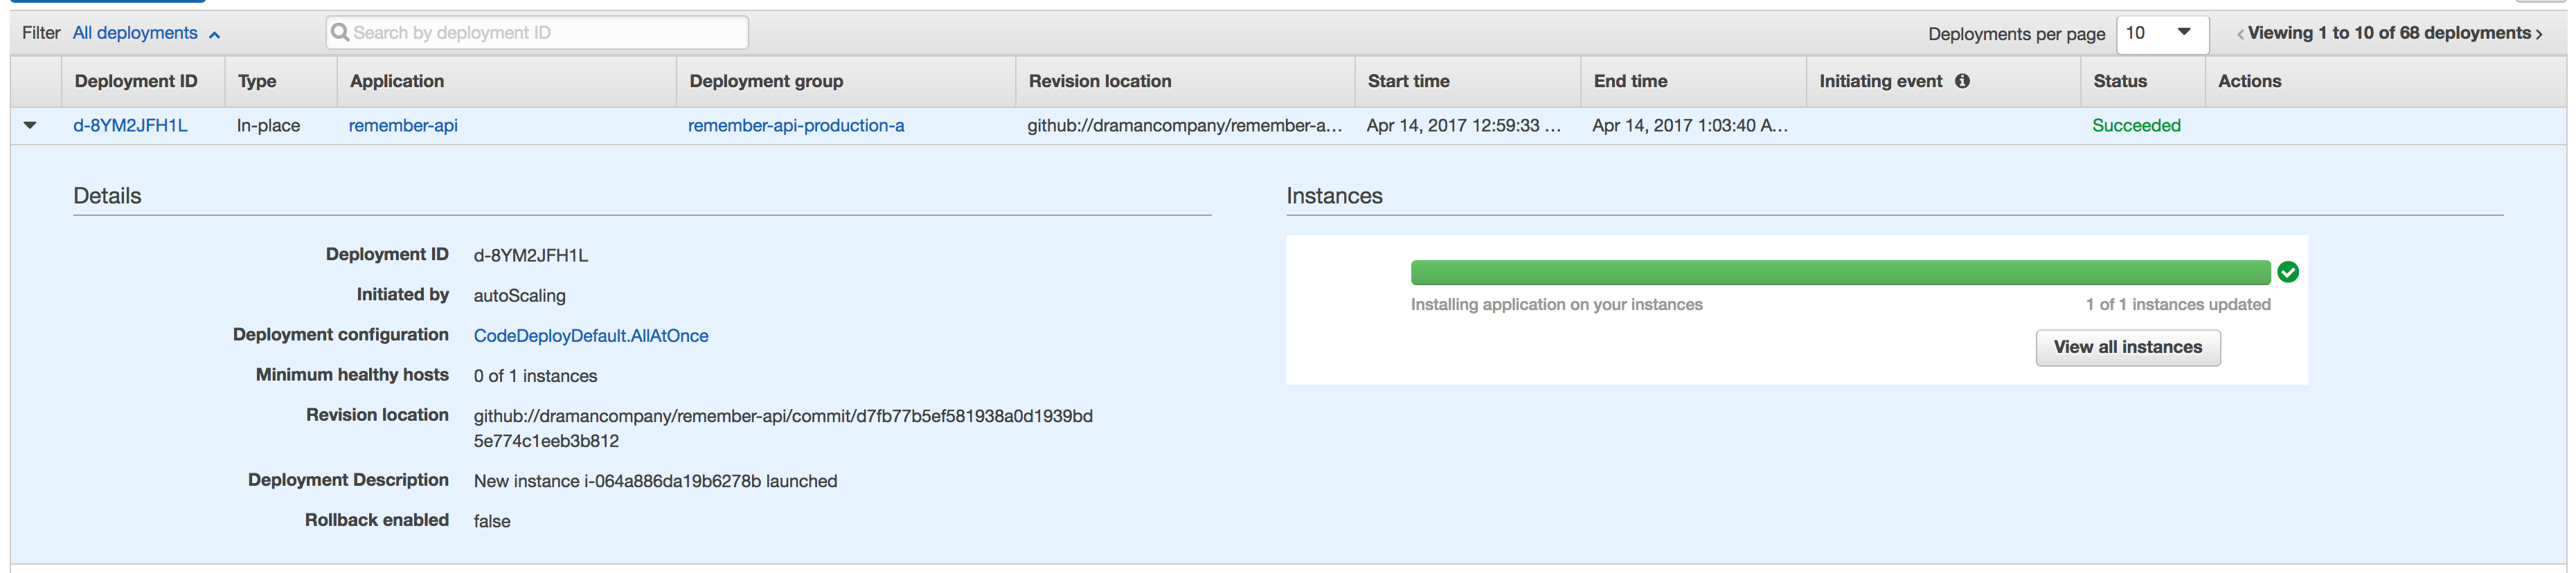 Filter All deployments Search by deployment ID Deployments per page 10 Viewing 1 to 10 of 68 deployments
Deployment ID Type Application Deployment group Revision location Start time End time Initiating event Status Actions
d-8YM2JFH1L In-place remember-api remember-api-production-a github://dramancompany/remember-a... Apr 14, 2017 12:59:33 ... Apr 14, 2017 1:03:40 A... Succeeded
Details
Deployment ID d-8YM2JFH1L
Initiated by autoScaling
Deployment configuration CodeDeployDefault.AllAtOnce
Minimum healthy hosts 0 of 1 instances
Revision location github://dramancompany/remember-api/commit/d7fb77b5ef581938a0d1939bd
5e774c1eeb3b812
Deployment Description New instance i-064a886da19b6278b launched
Rollback enabled false
Instances
Installing application on your instances 1 of 1 instances updated
View all instances